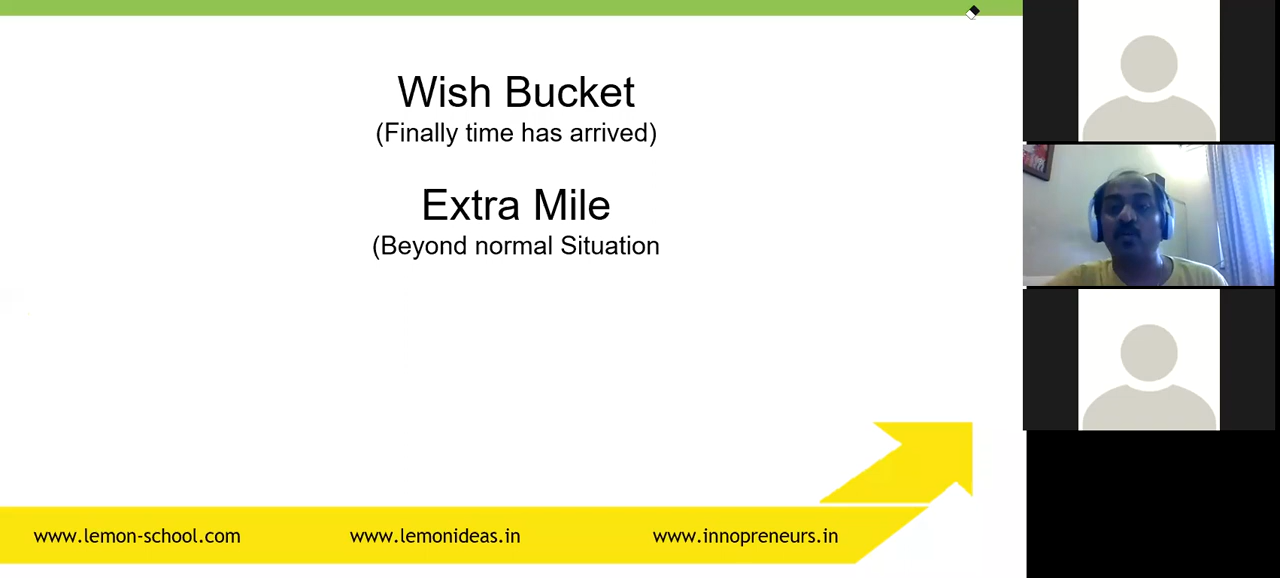 Wish Bucket
(Finally time has arrived)
Extra Mile
(Beyond normal Situation
www.lemon-school.com www.lemonideas.in www.innopreneurs.in